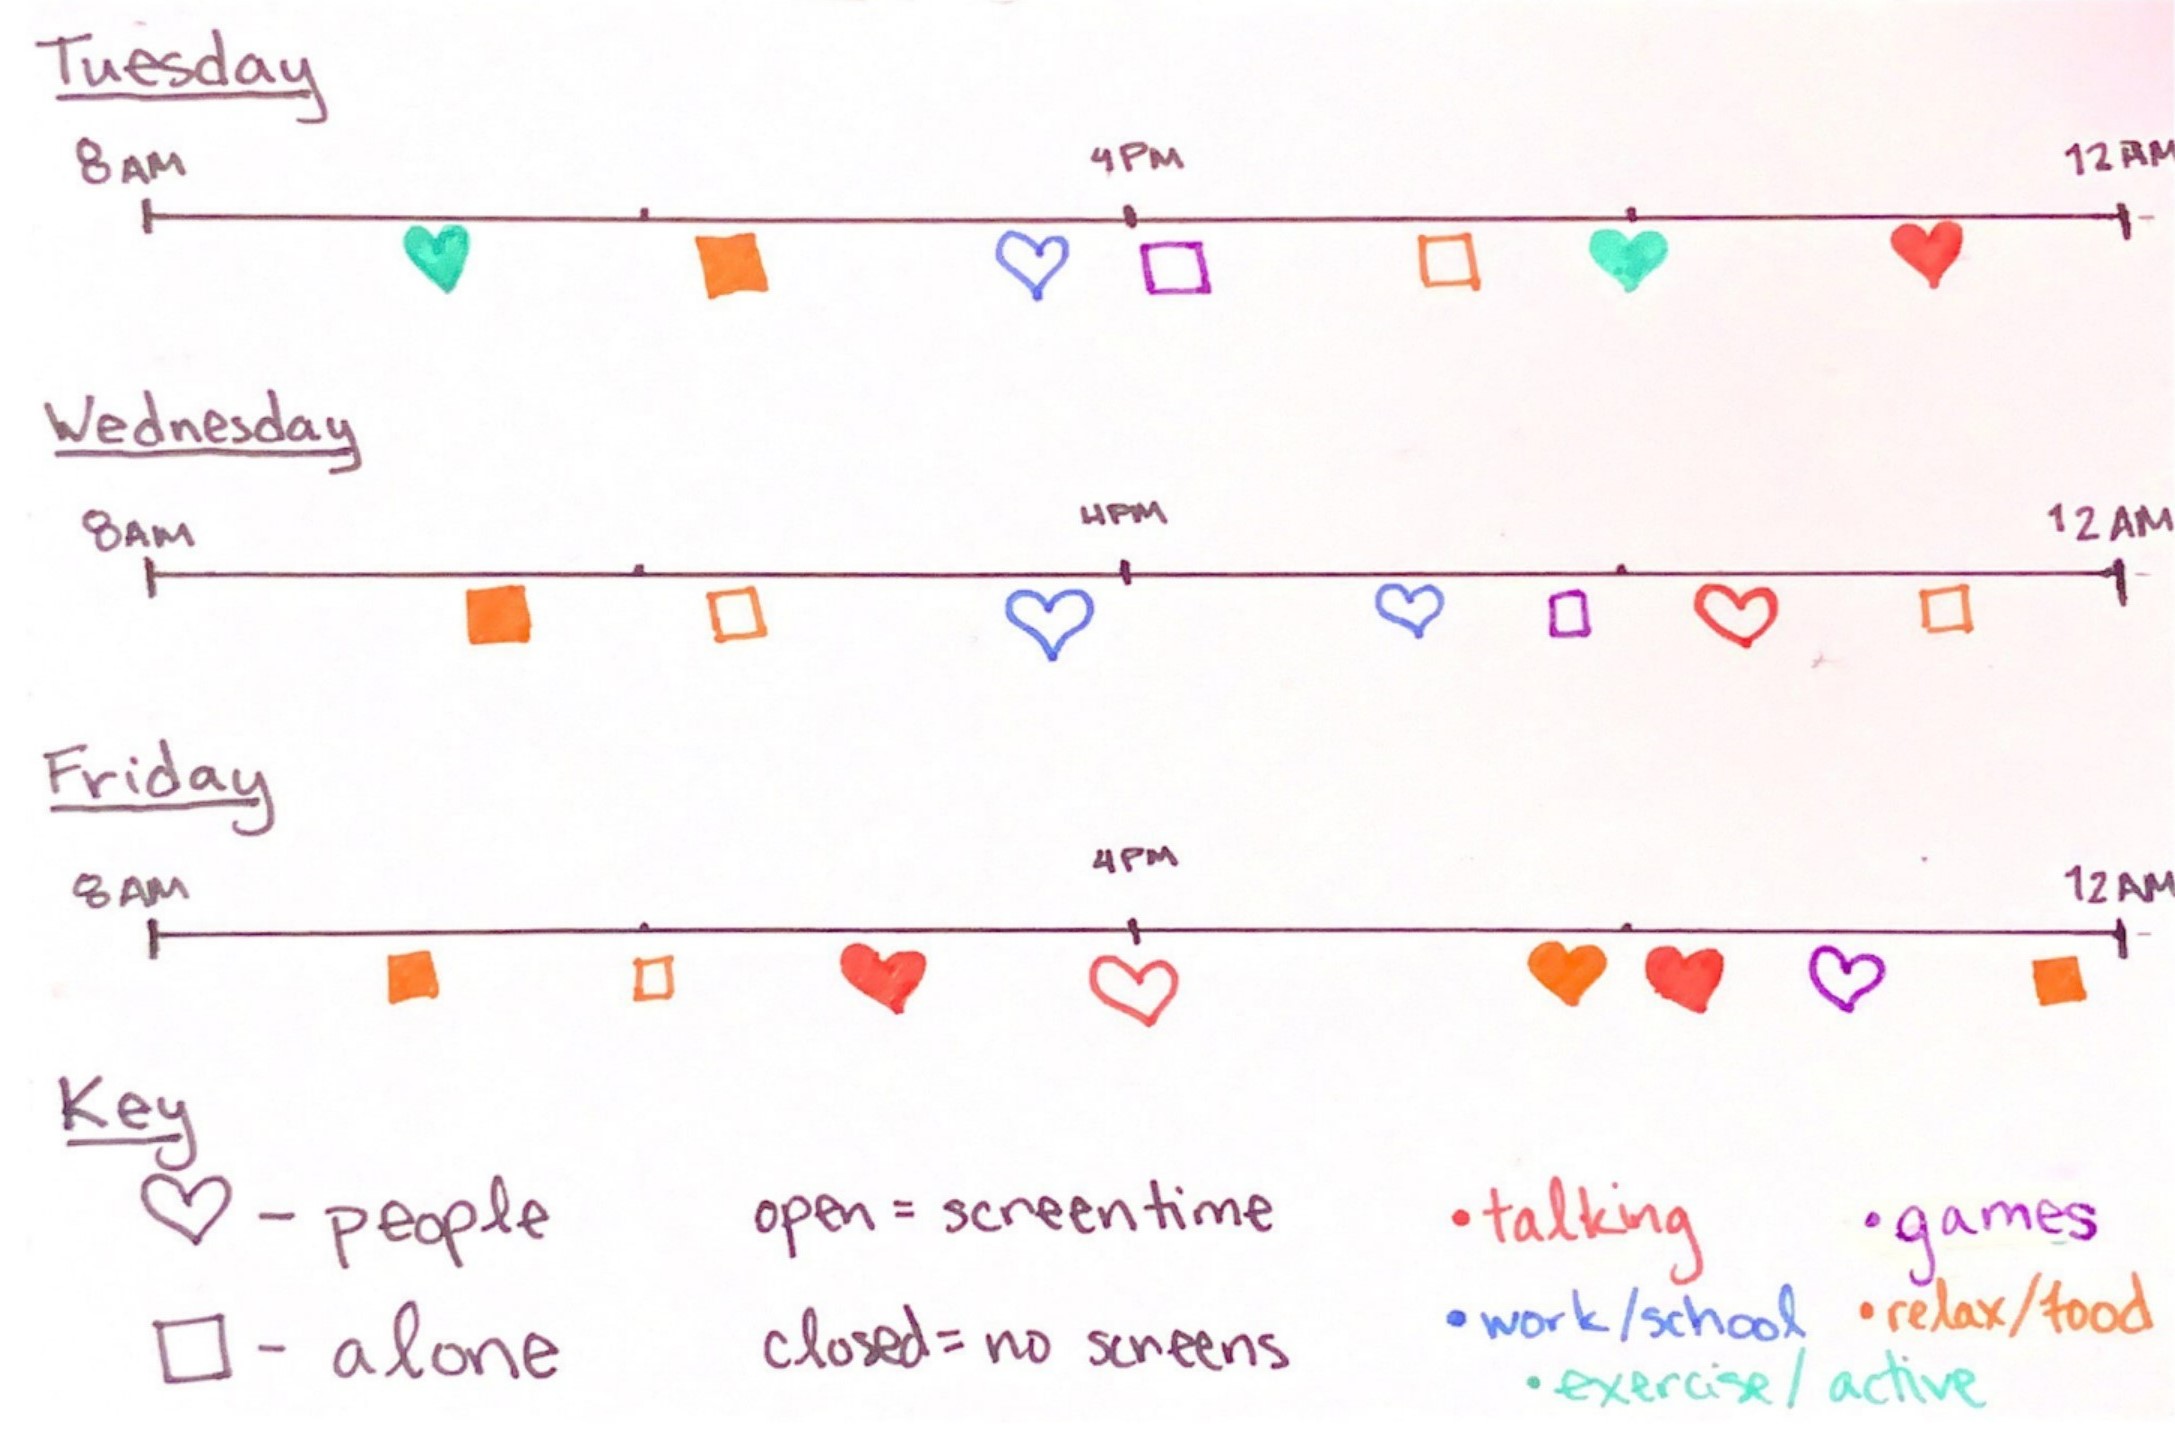 Tuesday
8AM 4PM 12AM
Wednesday
8AM 4PM 12AM
Friday
8AM 4PM 12AM
Key
- people
- alone
open = screentime
closed = no screens
•talking •games
•work/school •relax/food
•exercise/active